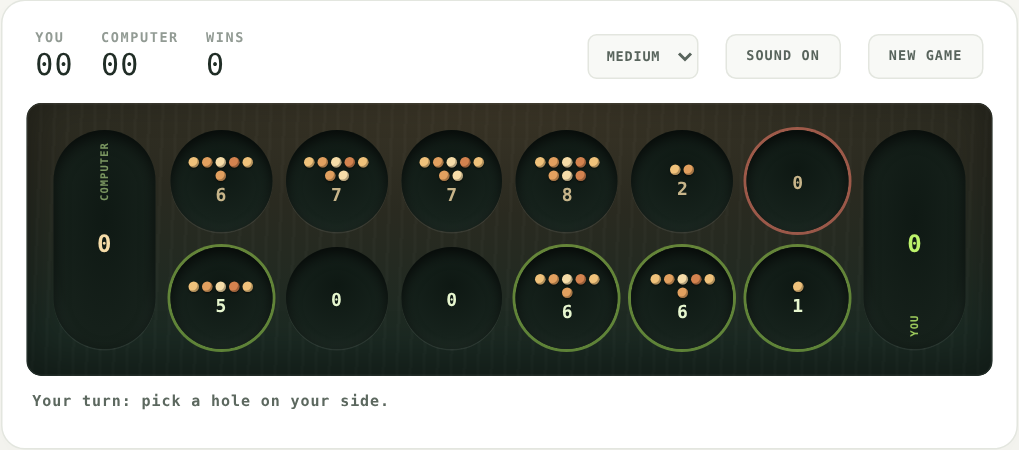 YOU COMPUTER WINS
00 00 0
MEDIUM SOUND ON NEW GAME
COMPUTER
6 7 7 8 2 0
0 0
5 0 0 6 6 1
YOU
Your turn: pick a hole on your side.